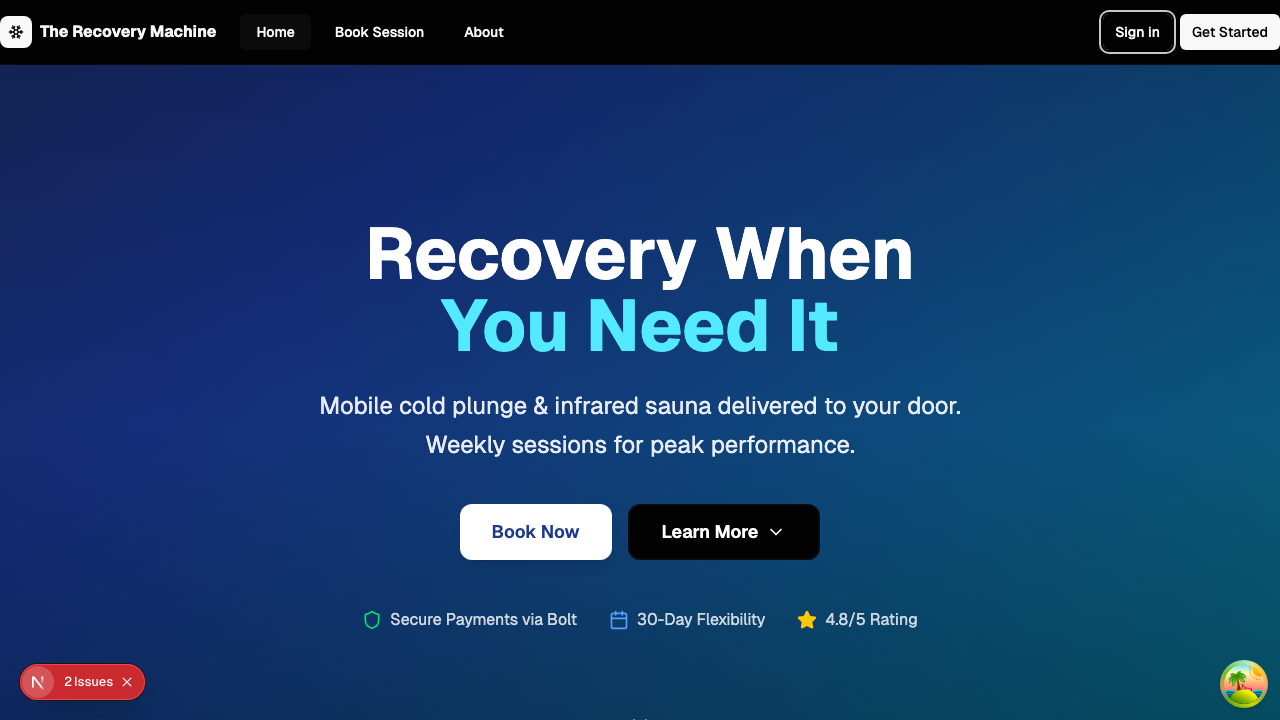 The Recovery Machine
Home
Book Session
About
Sign in
Get Started
Recovery When
You Need It
Mobile cold plunge & infrared sauna delivered to your door.
Weekly sessions for peak performance.
Book Now
Learn More
Secure Payments via Bolt
30-Day Flexibility
4.8/5 Rating
N
2 Issues